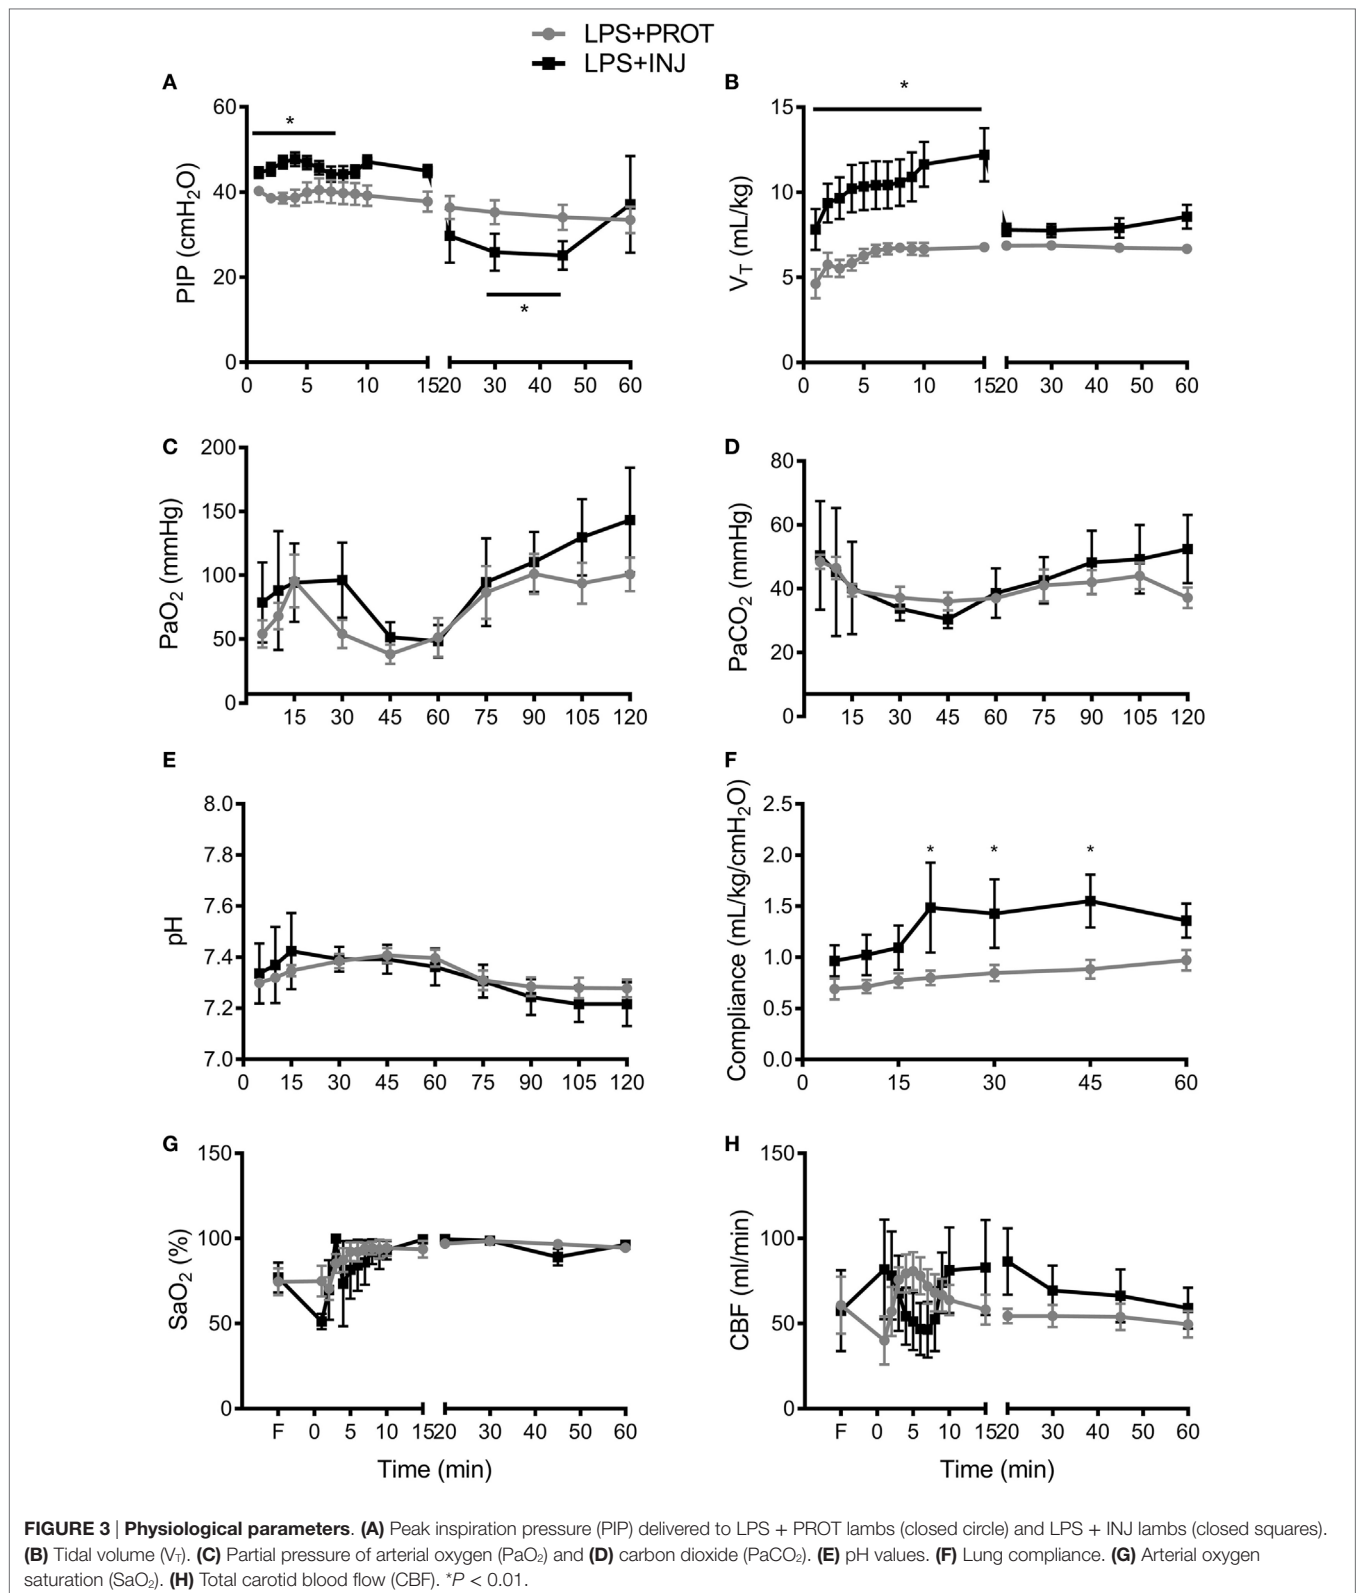 LPS+PROT
LPS+INJ
A
PIP (cmH2O)
60
40
20
0
*
*
0 5 10 15 20 30 40 50 60
B
VT (mL/kg)
15
10
5
0
*
0 5 10 15 20 30 40 50 60
C
PaO2 (mmHg)
200
150
100
50
0
15 30 45 60 75 90 105 120
D
PaCO2 (mmHg)
80
60
40
20
0
15 30 45 60 75 90 105 120
E
pH
8.0
7.8
7.6
7.4
7.2
7.0
0 15 30 45 60 75 90 105 120
F
Compliance (mL/kg/cmH2O)
2.5
2.0
1.5
1.0
0.5
0.0
* * *
0 15 30 45 60
G
SaO2 (%)
150
100
50
0
F 0 5 10 15 20 30 40 50 60
Time (min)
H
CBF (ml/min)
150
100
50
0
F 0 5 10 15 20 30 40 50 60
Time (min)
FIGURE 3 | Physiological parameters. (A) Peak inspiration pressure (PIP) delivered to LPS + PROT lambs (closed circle) and LPS + INJ lambs (closed squares).
(B) Tidal volume (VT). (C) Partial pressure of arterial oxygen (PaO2) and (D) carbon dioxide (PaCO2). (E) pH values. (F) Lung compliance. (G) Arterial oxygen
saturation (SaO2). (H) Total carotid blood flow (CBF). *P < 0.01.